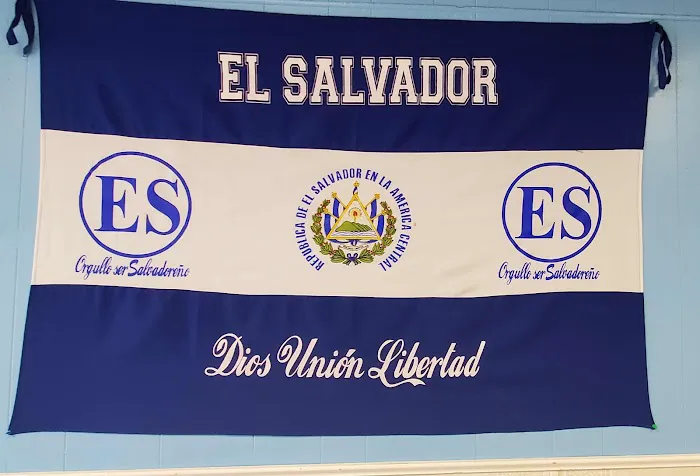 EL SALVADOR
ES
Orgullo ser Salvadoreño
REPUBLICA DE EL SALVADOR EN LA AMERICA CENTRAL
ES
Orgullo ser Salvadoreño
Dios Unión Libertad